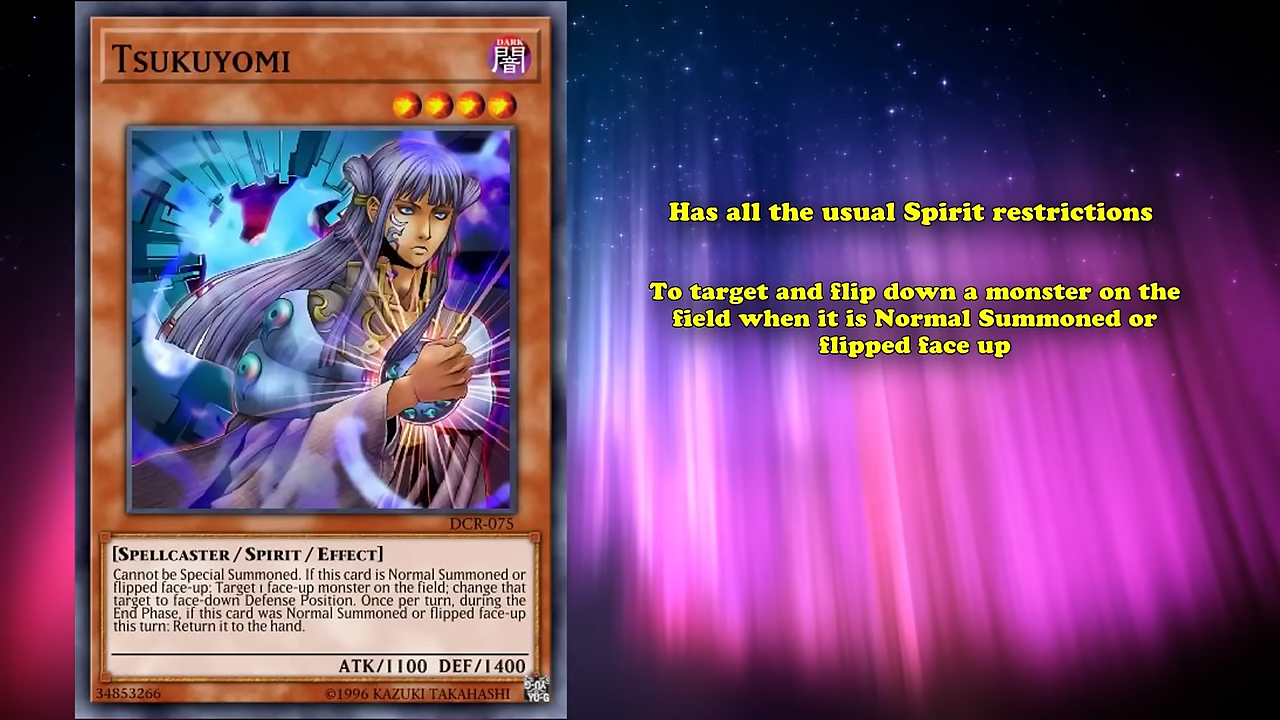 TSUKUYOMI
DARK
闇
DCR-075
[SPELLCASTER / SPIRIT / EFFECT]
Cannot be Special Summoned. If this card is Normal Summoned or
flipped face-up: Target 1 face-up monster on the field; change that
target to face-down Defense Position. Once per turn, during the
End Phase, if this card was Normal Summoned or flipped face-up
this turn: Return it to the hand.
ATK/1100 DEF/1400
34853266
©1996 KAZUKI TAKAHASHI
Has all the usual Spirit restrictions
To target and flip down a monster on the
field when it is Normal Summoned or
flipped face up